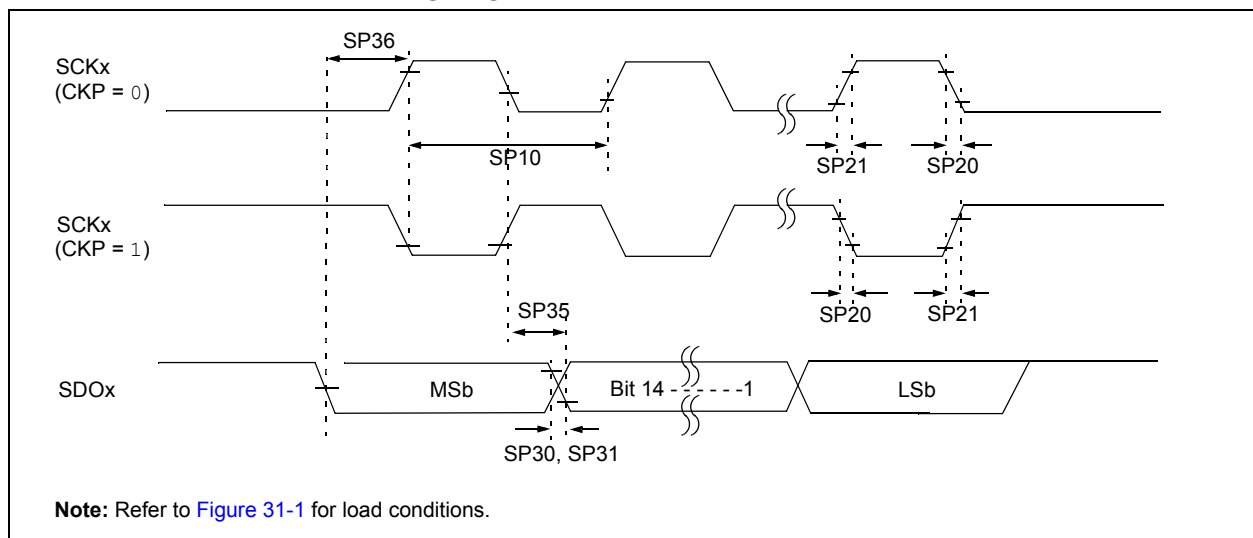 SP36
SCKx
(CKP = 0)
SP10
SP21
SP20
SCKx
(CKP = 1)
SP35
SP20
SP21
SDOx
MSb
Bit 14 - - - - - -1
LSb
SP30, SP31
Note: Refer to Figure 31-1 for load conditions.